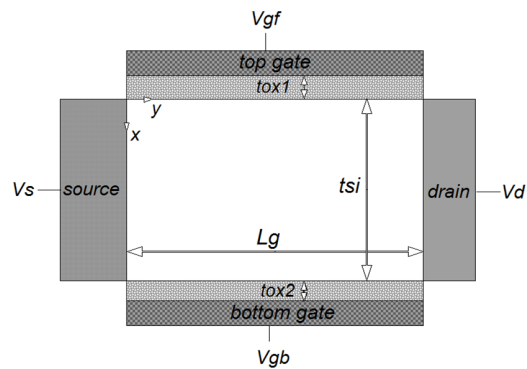 Vgf
top gate
tox1
y
x
Vs
source
tsi
drain
Vd
Lg
tox2
bottom gate
Vgb